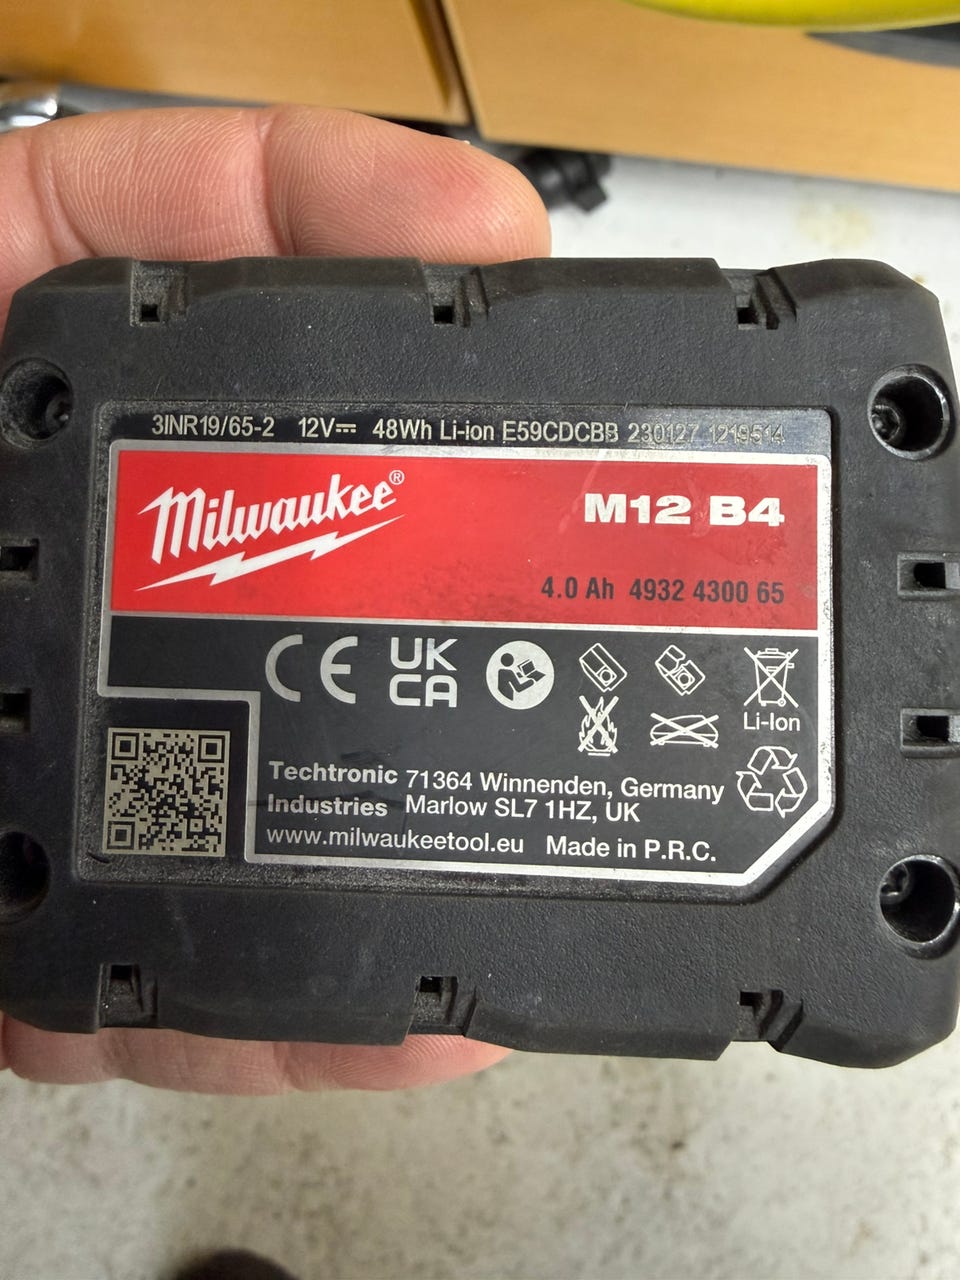 3INR19/65-2 12V⎓ 48Wh Li-ion E59CDCBB 230127 1219514
Milwaukee®
M12 B4
4.0 Ah 4932 4300 65
CE UK CA
Li-Ion
Techtronic 71364 Winnenden, Germany
Industries Marlow SL7 1HZ, UK
www.milwaukeetool.eu Made in P.R.C.